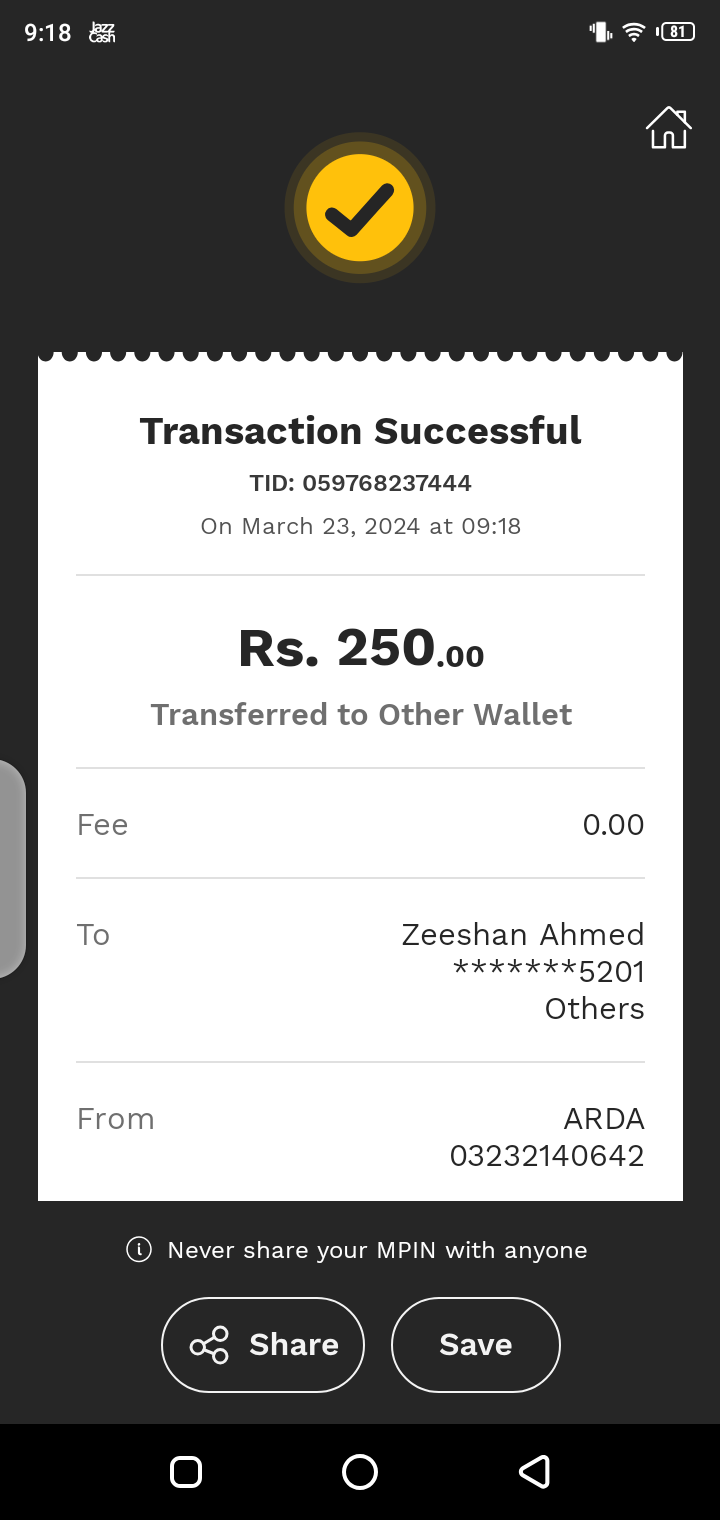 9:18 Jazz Cash 81
Transaction Successful
TID: 059768237444
On March 23, 2024 at 09:18
Rs. 250.00
Transferred to Other Wallet
Fee 0.00
To Zeeshan Ahmed
*******5201
Others
From ARDA
03232140642
Never share your MPIN with anyone
Share Save